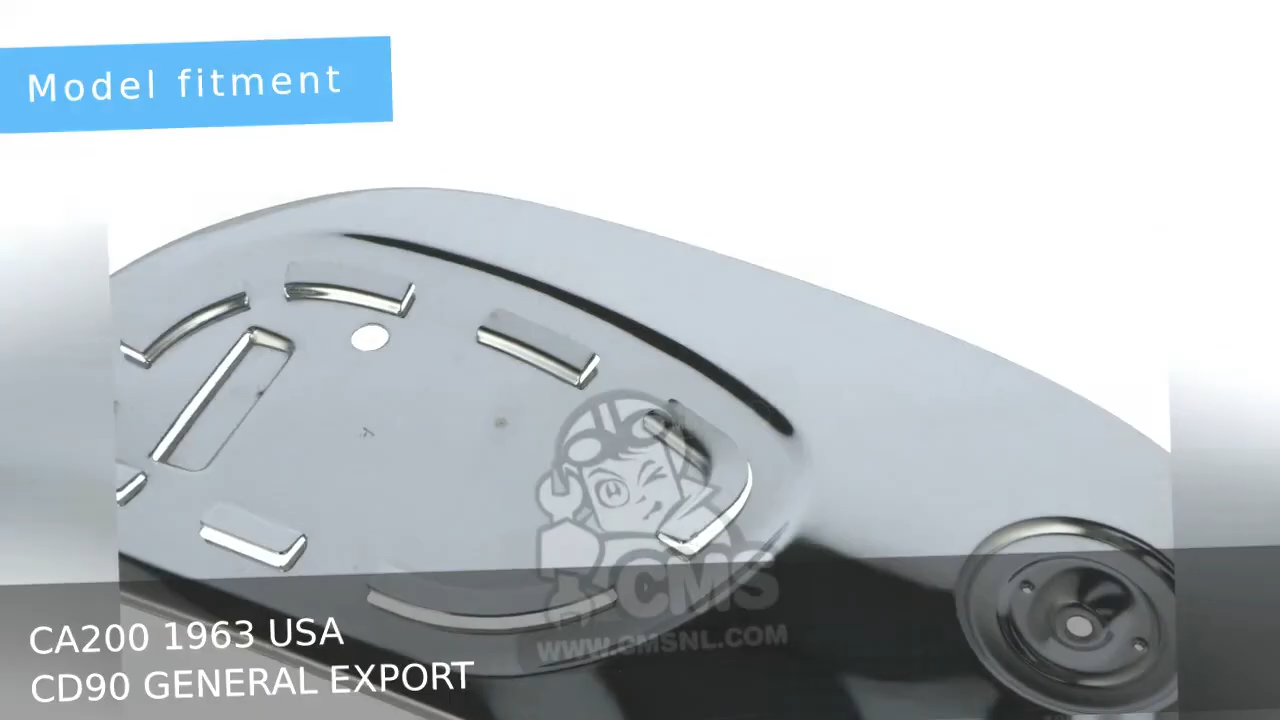 Model fitment
CMS
WWW.CMSNL.COM
CA200 1963 USA
CD90 GENERAL EXPORT